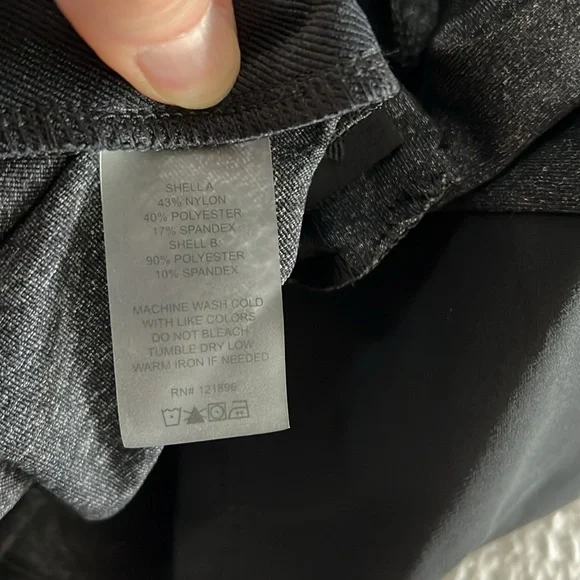 SHELL A
43% NYLON
40% POLYESTER
17% SPANDEX
SHELL B:
90% POLYESTER
10% SPANDEX
MACHINE WASH COLD
WITH LIKE COLORS
DO NOT BLEACH
TUMBLE DRY LOW
WARM IRON IF NEEDED
RN# 121896